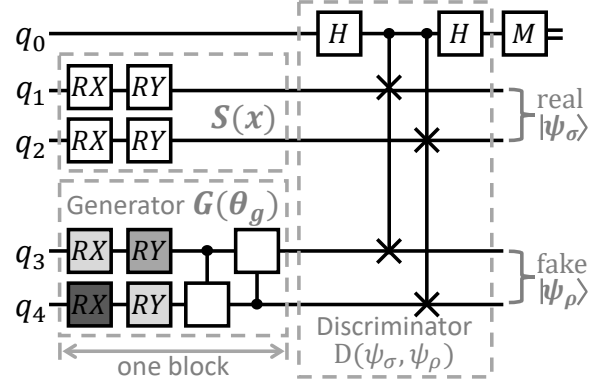 q0 H H M
q1 RX RY real
S(x) |ψσ⟩
q2 RX RY
Generator G(θg)
q3 RX RY fake
|ψρ⟩
q4 RX RY
Discriminator
D(ψσ, ψρ)
one block